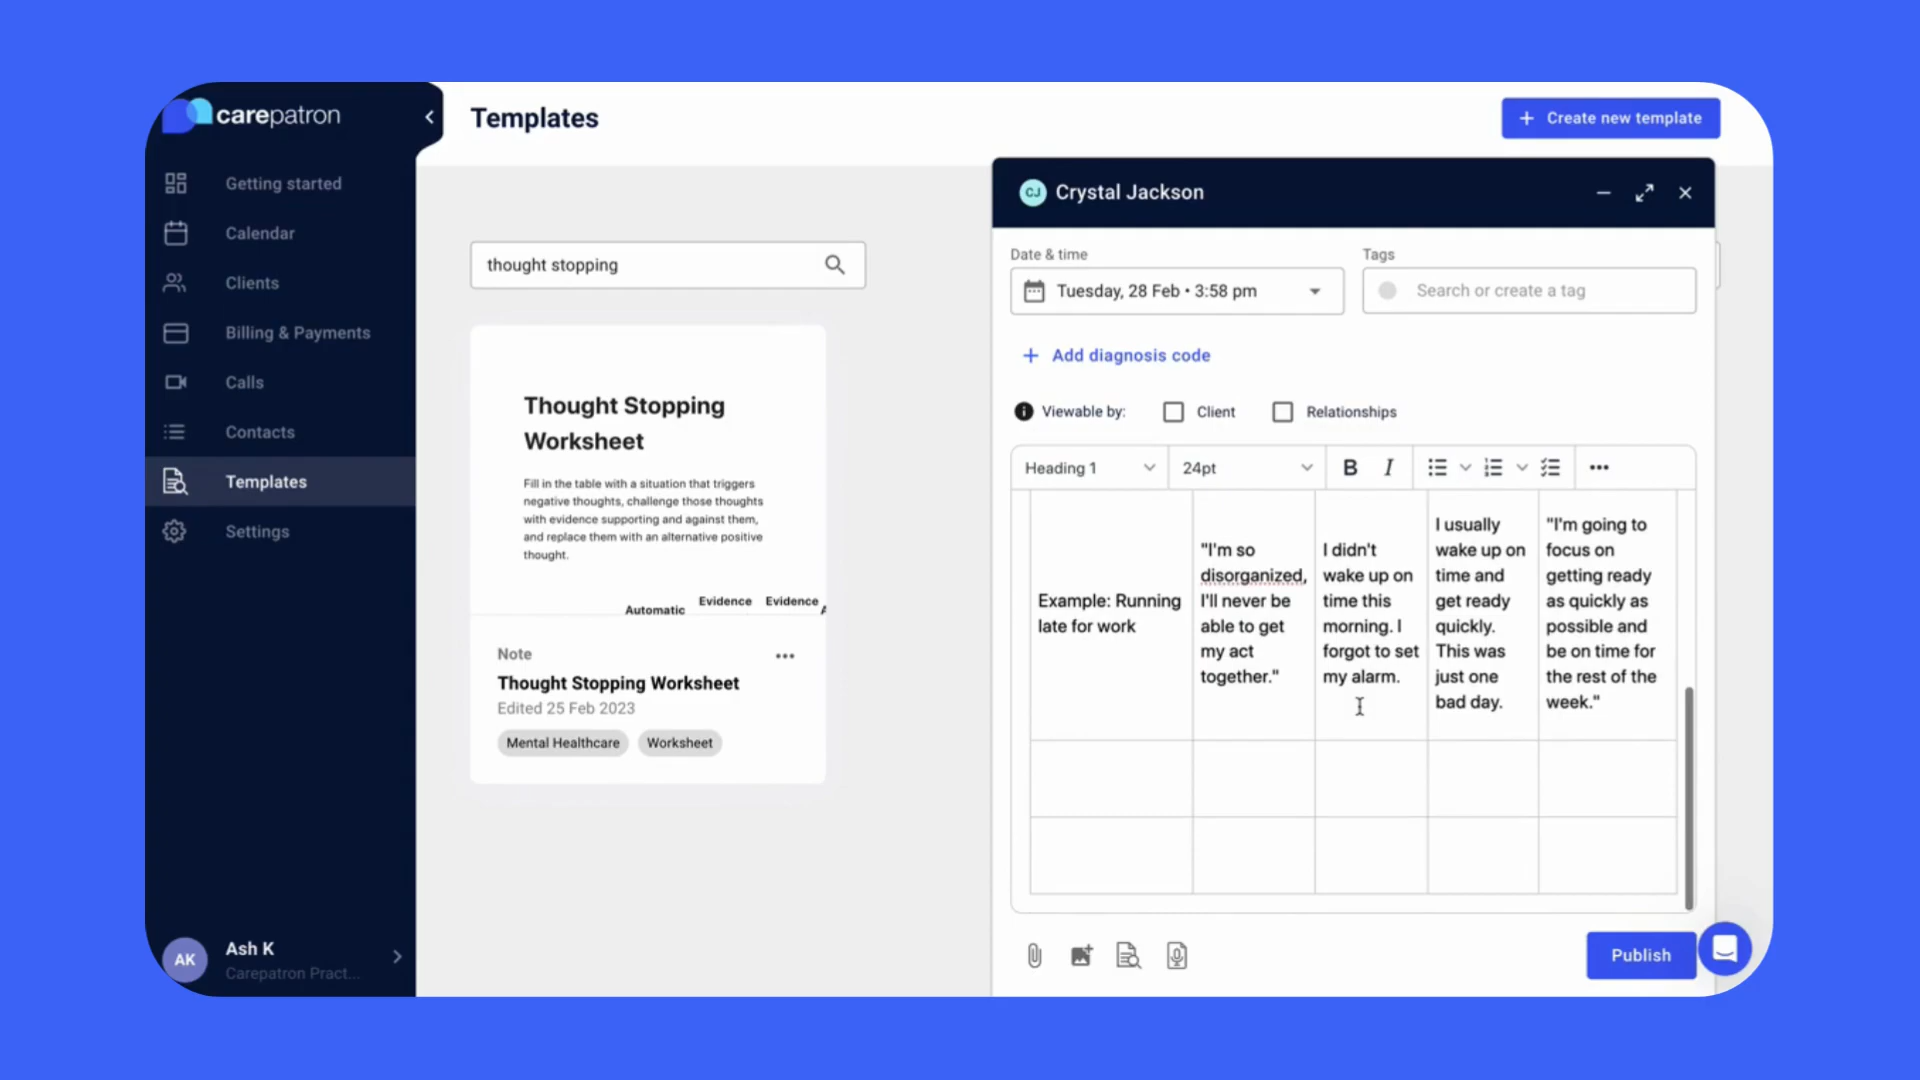 carepatron
Getting started
Calendar
Clients
Billing & Payments
Calls
Contacts
Templates
Settings
AK
Ash K
Carepatron Pract...
Templates
+ Create new template
thought stopping
Thought Stopping
Worksheet
Fill in the table with a situation that triggers
negative thoughts, challenge those thoughts
with evidence supporting and against them,
and replace them with an alternative positive
thought.
Automatic Evidence Evidence
Note
Thought Stopping Worksheet
Edited 25 Feb 2023
Mental Healthcare Worksheet
CJ Crystal Jackson
Date & time
Tuesday, 28 Feb • 3:58 pm
Tags
Search or create a tag
+ Add diagnosis code
Viewable by: Client Relationships
Heading 1 24pt B I
Example: Running
late for work
"I'm so
disorganized,
I'll never be
able to get
my act
together."
I didn't
wake up on
time this
morning. I
forgot to set
my alarm.
I usually
wake up on
time and
get ready
quickly.
This was
just one
bad day.
"I'm going to
focus on
getting ready
as quickly as
possible and
be on time for
the rest of the
week."
Publish